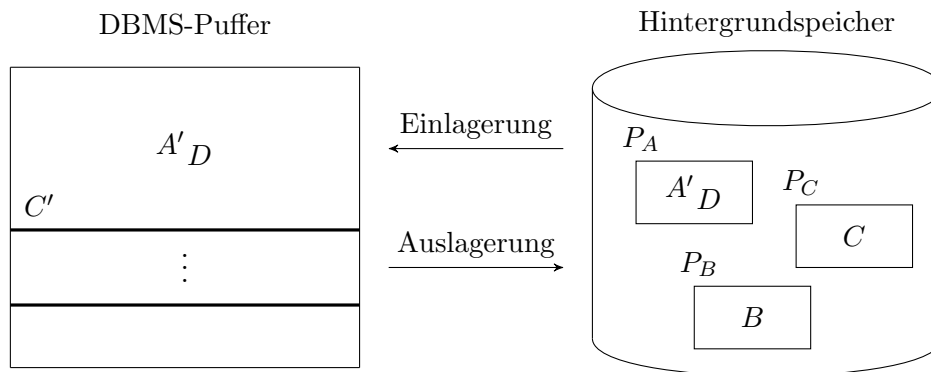 DBMS-Puffer
Hintergrundspeicher
A′ D
C′
⋮
Einlagerung
Auslagerung
P_A
A′ D
P_C
C
P_B
B